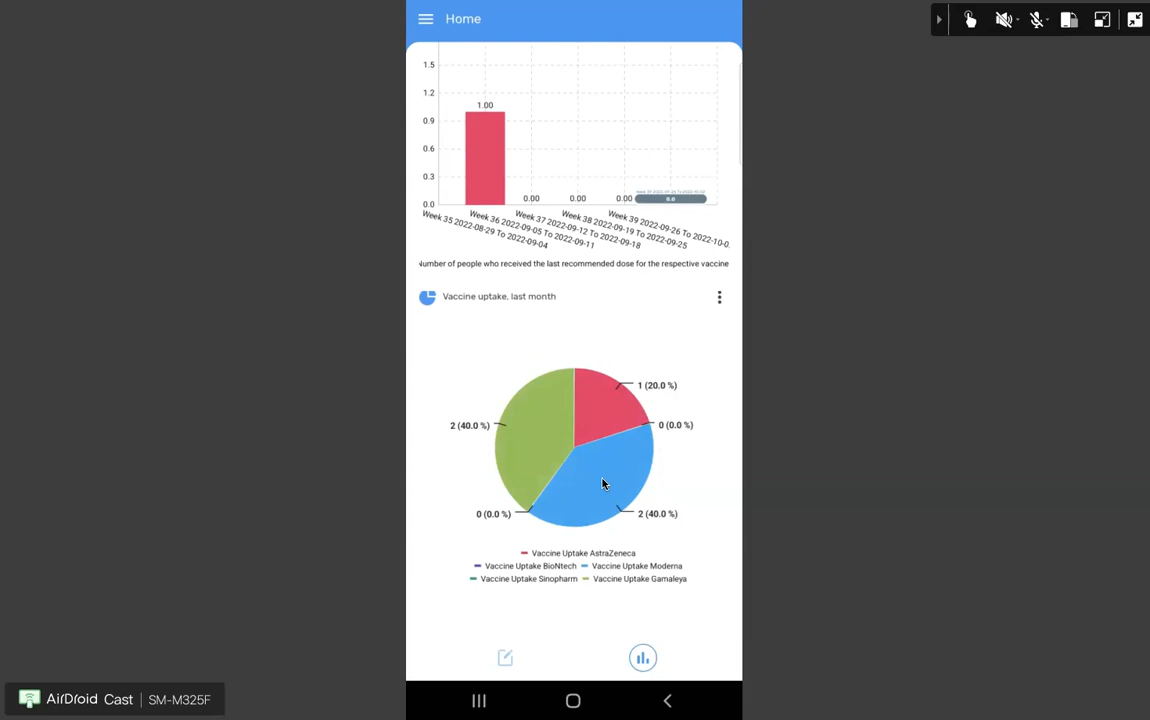 Home
1.5
1.2
0.9
0.6
0.3
0.0
1.00
0.00
0.00
0.00
0.0
Week 35 2022-08-29 To 2022-09-04
Week 36 2022-09-05 To 2022-09-11
Week 37 2022-09-12 To 2022-09-18
Week 38 2022-09-19 To 2022-09-25
Week 39 2022-09-26 To 2022-10-0
umber of people who received the last recommended dose for the respective vaccine
Vaccine uptake, last month
1 (20.0 %)
0 (0.0 %)
2 (40.0 %)
0 (0.0 %)
2 (40.0 %)
Vaccine Uptake AstraZeneca
Vaccine Uptake BioNtech Vaccine Uptake Moderna
Vaccine Uptake Sinopharm Vaccine Uptake Gamaleya
AirDroid Cast SM-M325F